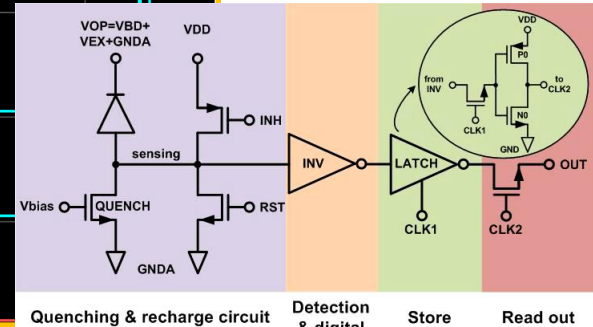 VOP=VBD+
VEX+GNDA
VDD
INH
sensing
Vbias
QUENCH
RST
GNDA
INV
LATCH
CLK1
CLK2
OUT
VDD
P0
from
INV
to
CLK2
CLK1
N0
GND
Quenching & recharge circuit
Detection
& digital
Store
Read out